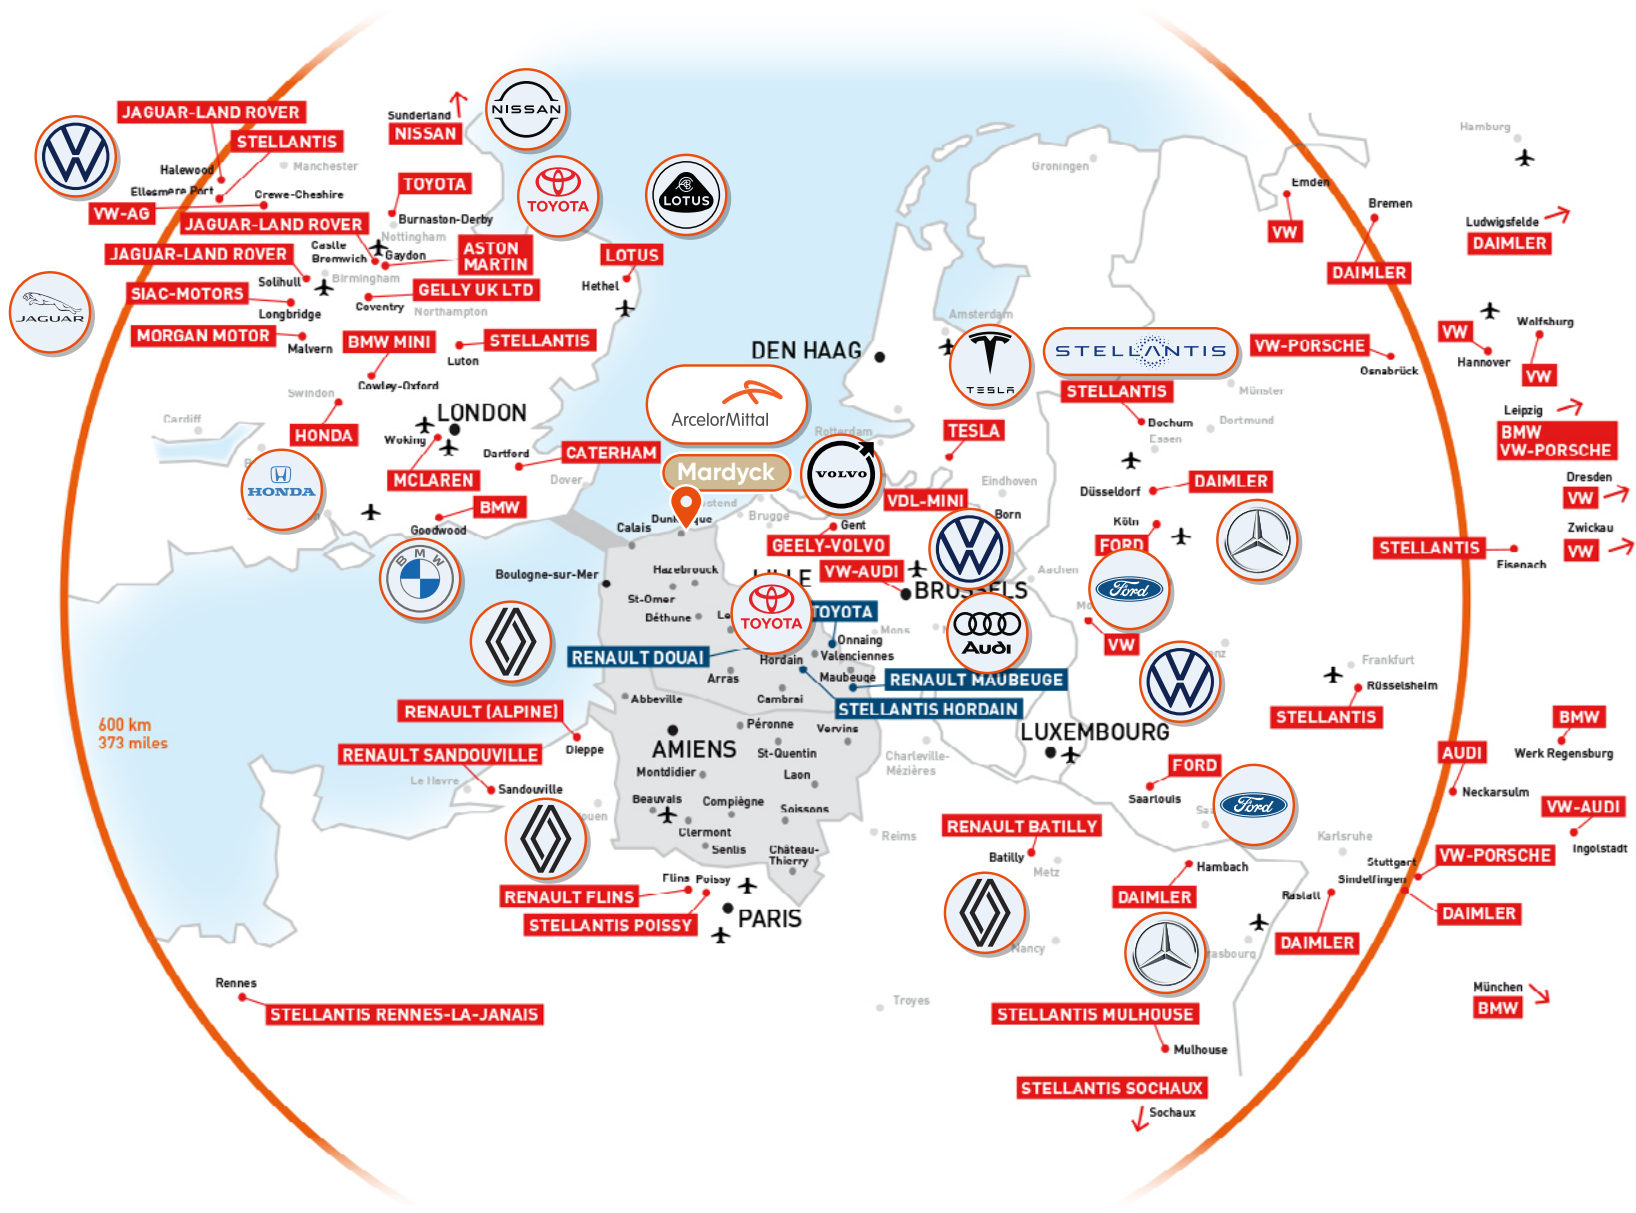 JAGUAR-LAND ROVER
STELLANTIS
Sunderland
NISSAN
NISSAN
Halewood
Manchester
Ellesmere Port
Crewe-Cheshire
VW-AG
TOYOTA
TOYOTA
LOTUS
JAGUAR-LAND ROVER
Burnaston-Derby
Nottingham
JAGUAR-LAND ROVER
Castle
Bromwich
Gaydon
ASTON
MARTIN
LOTUS
Solihull
Birmingham
Hethel
SIAC-MOTORS
GELLY UK LTD
Longbridge
Coventry
Northampton
JAGUAR
MORGAN MOTOR
Malvern
BMW MINI
STELLANTIS
Luton
Cowley-Oxford
Swindon
Cardiff
LONDON
HONDA
Woking
HONDA
Dartford
CATERHAM
MCLAREN
Dover
BMW
Goodwood
BMW
ArcelorMittal
Mardyck
Calais
Boulogne-sur-Mer
Hazebrouck
St-Omer
Béthune
TOYOTA
TOYOTA
Onnaing
Valenciennes
RENAULT DOUAI
Hordain
Arras
Maubeuge
RENAULT MAUBEUGE
Cambrai
STELLANTIS HORDAIN
Abbeville
RENAULT (ALPINE)
Dieppe
RENAULT SANDOUVILLE
Le Havre
Sandouville
AMIENS
Péronne
Vervins
St-Quentin
Montdidier
Laon
Beauvais
Compiègne
Soissons
Clermont
Senlis
Château-
Thierry
Flins
Poissy
RENAULT FLINS
STELLANTIS POISSY
PARIS
600 km
373 miles
Rennes
STELLANTIS RENNES-LA-JANAIS
Groningen
Amsterdam
DEN HAAG
TESLA
STELLANTIS
STELLANTIS
Rotterdam
TESLA
VOLVO
Eindhoven
VDL-MINI
Born
Brugge
Gent
GEELY-VOLVO
VW-AUDI
BRUSSELS
Audi
Mons
Aachen
Charleville-
Mézières
LUXEMBOURG
Reims
RENAULT BATILLY
Batilly
Metz
Nancy
Troyes
Emden
VW
Bremen
DAIMLER
Hamburg
Ludwigsfelde
DAIMLER
VW-PORSCHE
Osnabrück
Münster
Bochum
Dortmund
Essen
Düsseldorf
DAIMLER
Köln
FORD
Ford
VW
VW
Wolfsburg
Hannover
VW
Leipzig
BMW
VW-PORSCHE
Dresden
VW
Zwickau
VW
STELLANTIS
Eisenach
Frankfurt
Rüsselsheim
STELLANTIS
FORD
Saarlouis
Ford
BMW
Werk Regensburg
AUDI
Neckarsulm
VW-AUDI
Ingolstadt
Karlsruhe
Stuttgart
VW-PORSCHE
Sindelfingen
Hambach
DAIMLER
Rastatt
DAIMLER
DAIMLER
München
BMW
STELLANTIS MULHOUSE
Mulhouse
STELLANTIS SOCHAUX
Sochaux